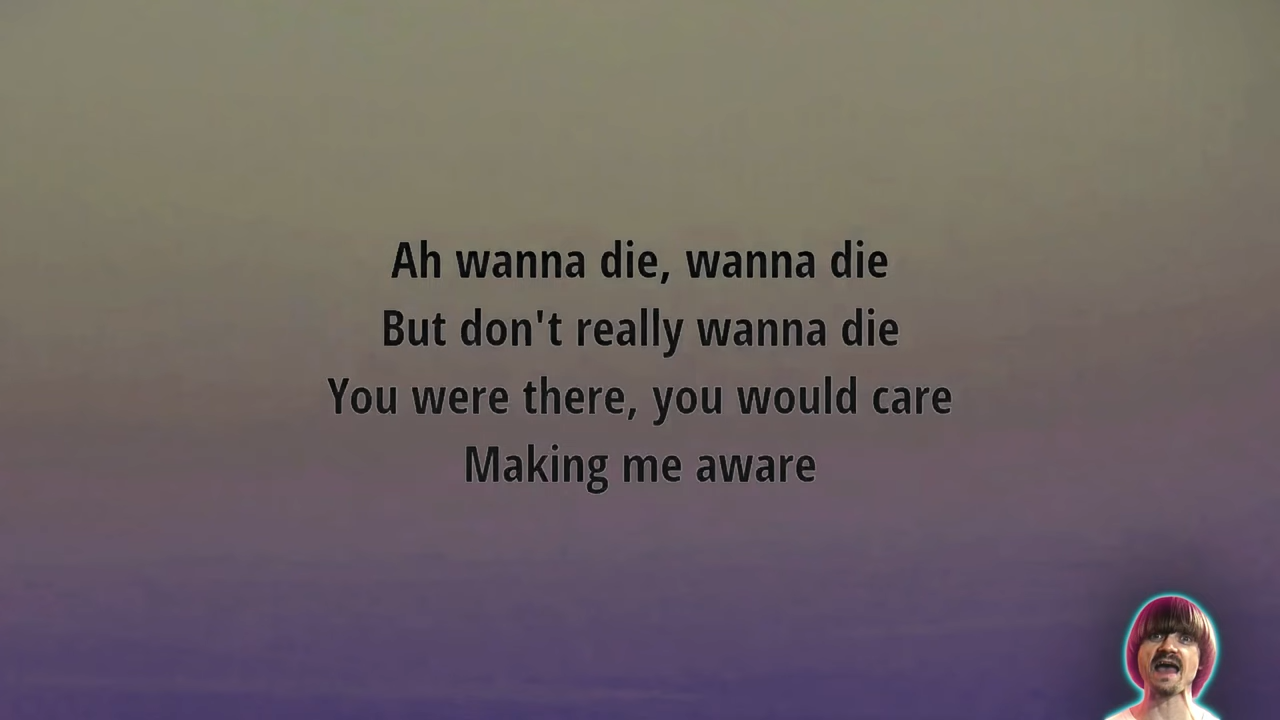 Ah wanna die, wanna die
But don't really wanna die
You were there, you would care
Making me aware